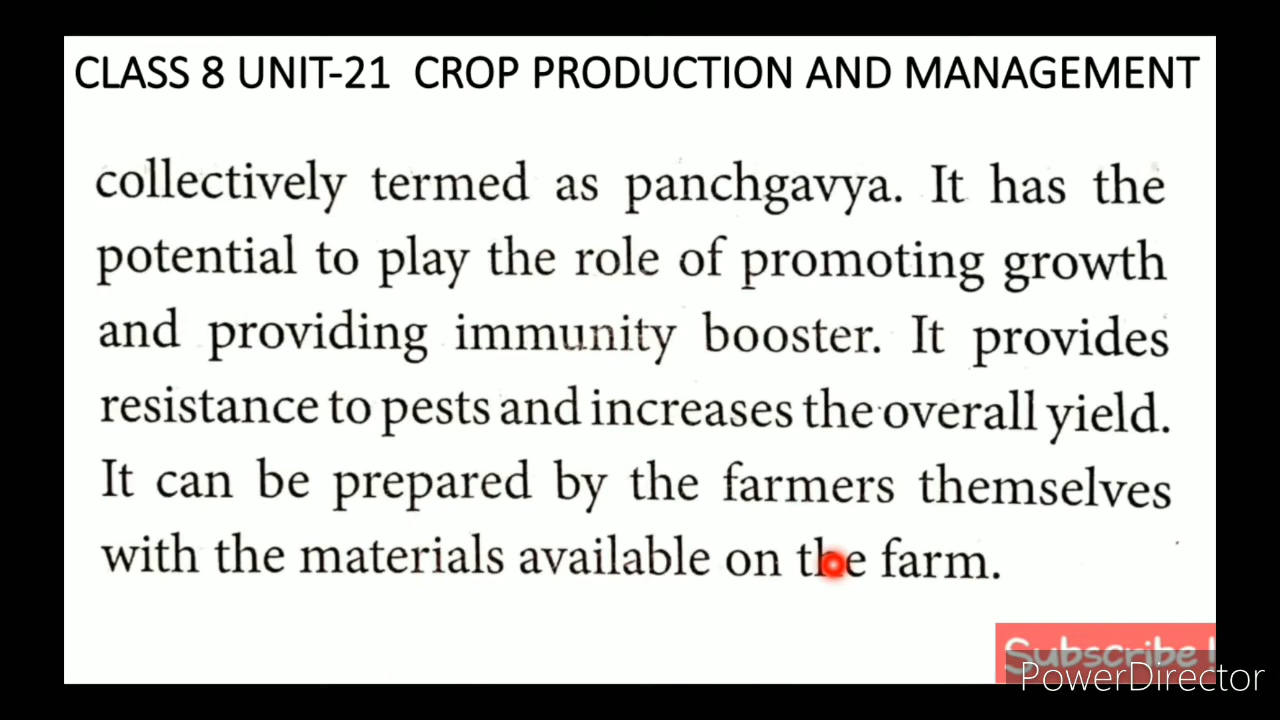 CLASS 8 UNIT-21 CROP PRODUCTION AND MANAGEMENT
collectively termed as panchgavya. It has the
potential to play the role of promoting growth
and providing immunity booster. It provides
resistance to pests and increases the overall yield.
It can be prepared by the farmers themselves
with the materials available on the farm.
Subscribe !
PowerDirector